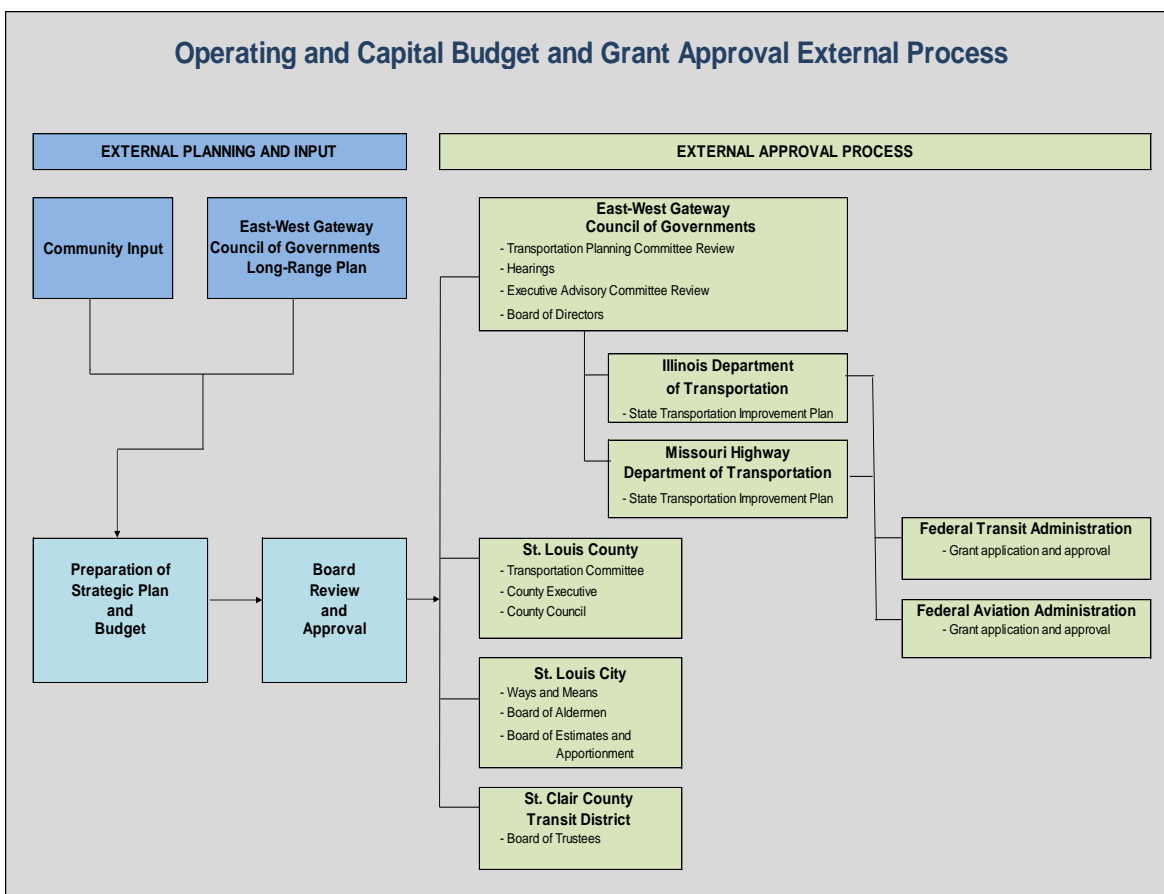 Operating and Capital Budget and Grant Approval External Process
EXTERNAL PLANNING AND INPUT
EXTERNAL APPROVAL PROCESS
Community Input
East-West Gateway
Council of Governments
Long-Range Plan
East-West Gateway
Council of Governments
- Transportation Planning Committee Review
- Hearings
- Executive Advisory Committee Review
- Board of Directors
Illinois Department
of Transportation
- State Transportation Improvement Plan
Missouri Highway
Department of Transportation
- State Transportation Improvement Plan
Federal Transit Administration
- Grant application and approval
Federal Aviation Administration
- Grant application and approval
Preparation of
Strategic Plan
and
Budget
Board
Review
and
Approval
St. Louis County
- Transportation Committee
- County Executive
- County Council
St. Louis City
- Ways and Means
- Board of Aldermen
- Board of Estimates and
Apportionment
St. Clair County
Transit District
- Board of Trustees